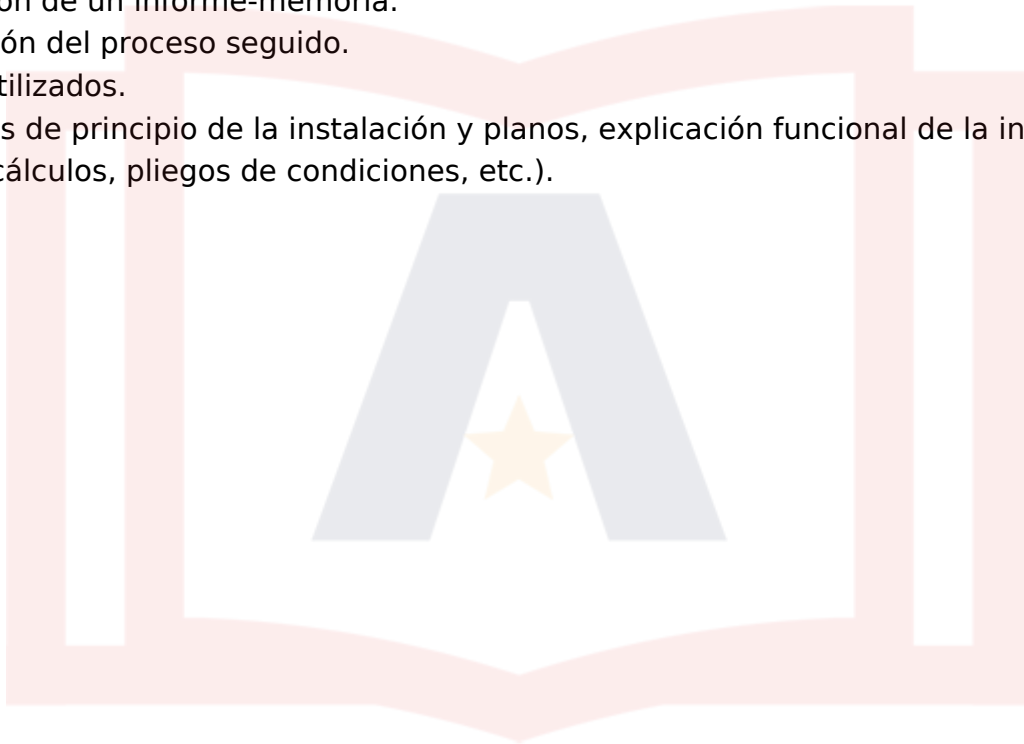 ón de un informe-memoria.
ón del proceso seguido.
tilizados.
s de principio de la instalación y planos, explicación funcional de la in
cálculos, pliegos de condiciones, etc.).